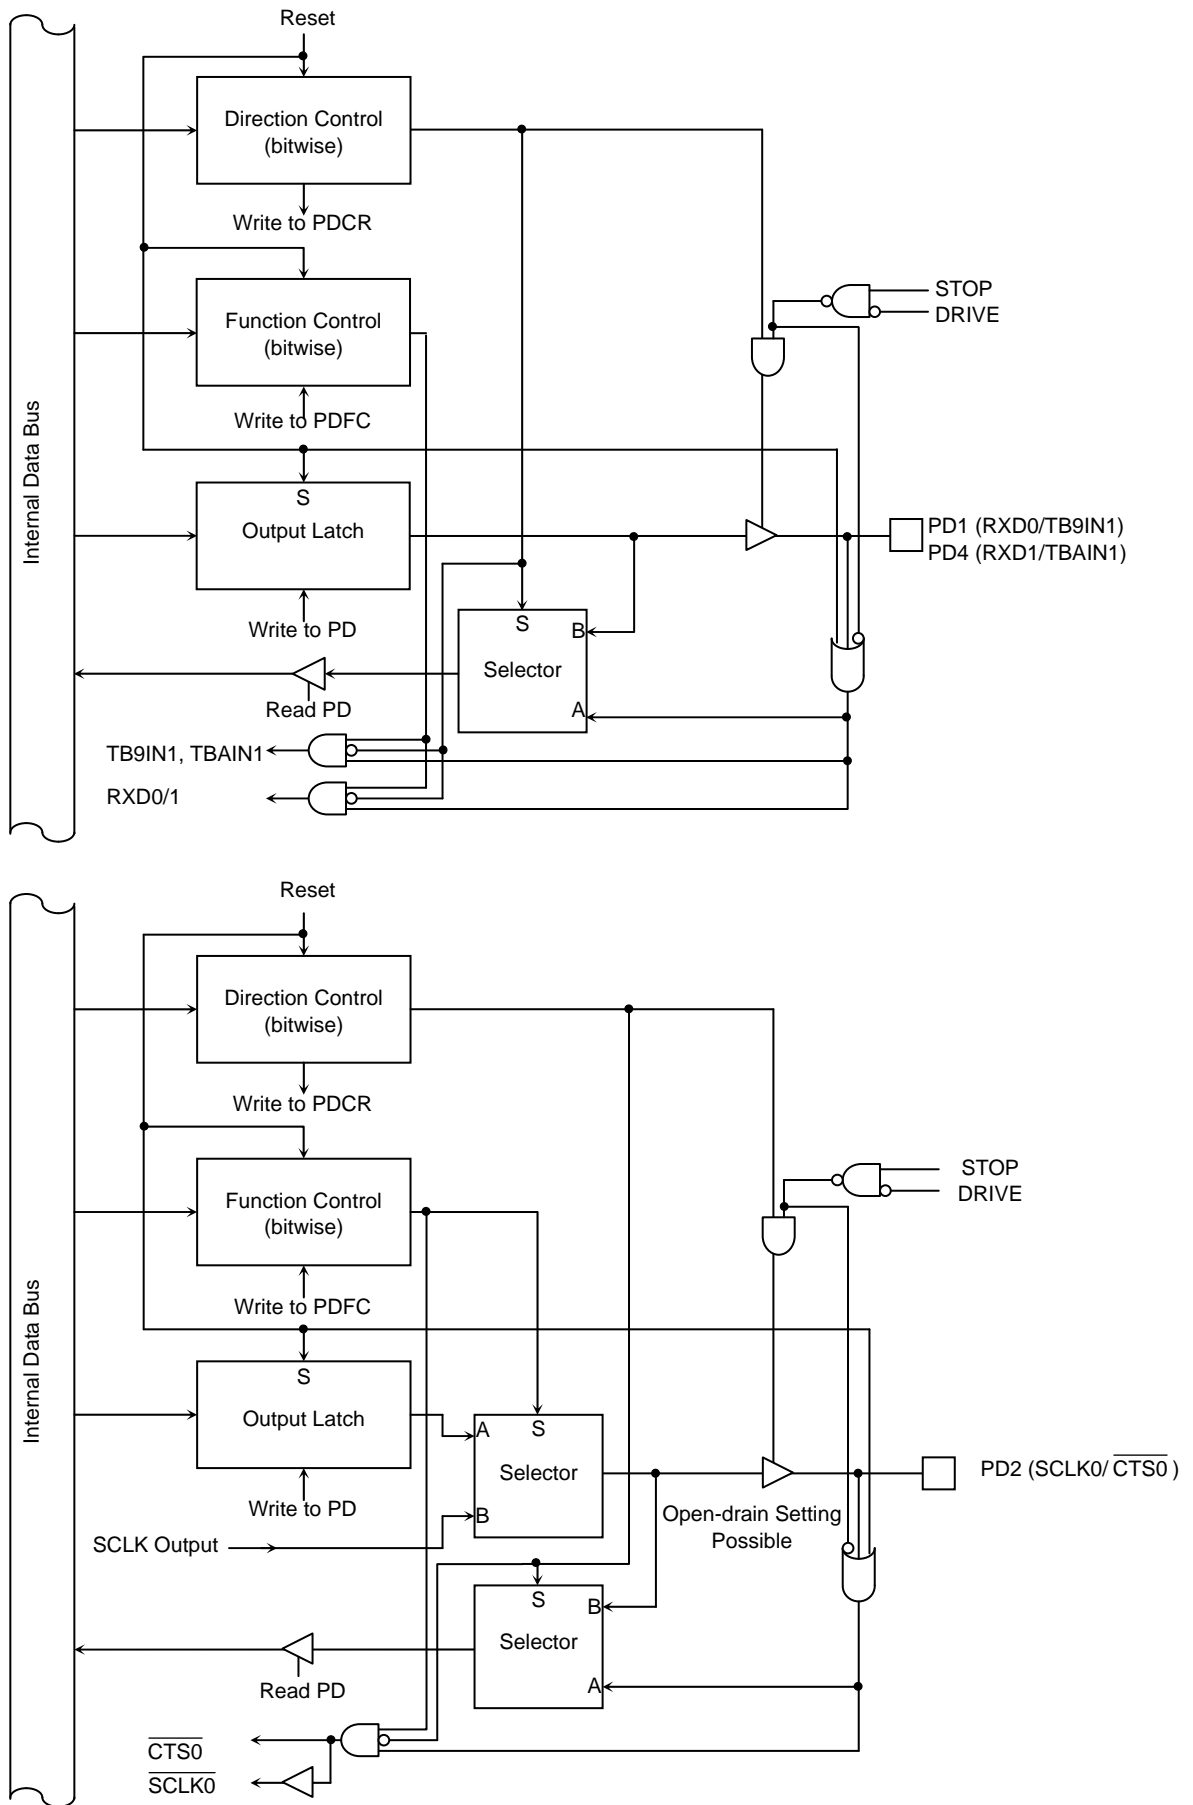 Reset
Direction Control
(bitwise)
Write to PDCR
Function Control
(bitwise)
STOP
DRIVE
Write to PDFC
Internal Data Bus
S
Output Latch
PD1 (RXD0/TB9IN1)
PD4 (RXD1/TBAIN1)
Write to PD
S
B
Selector
A
Read PD
TB9IN1, TBAIN1
RXD0/1
Reset
Direction Control
(bitwise)
Write to PDCR
Function Control
(bitwise)
STOP
DRIVE
Write to PDFC
Internal Data Bus
S
Output Latch
A
S
Selector
B
PD2 (SCLK0/ CTS0 )
Write to PD
SCLK Output
Open-drain Setting
Possible
S
B
Selector
A
Read PD
CTS0
SCLK0